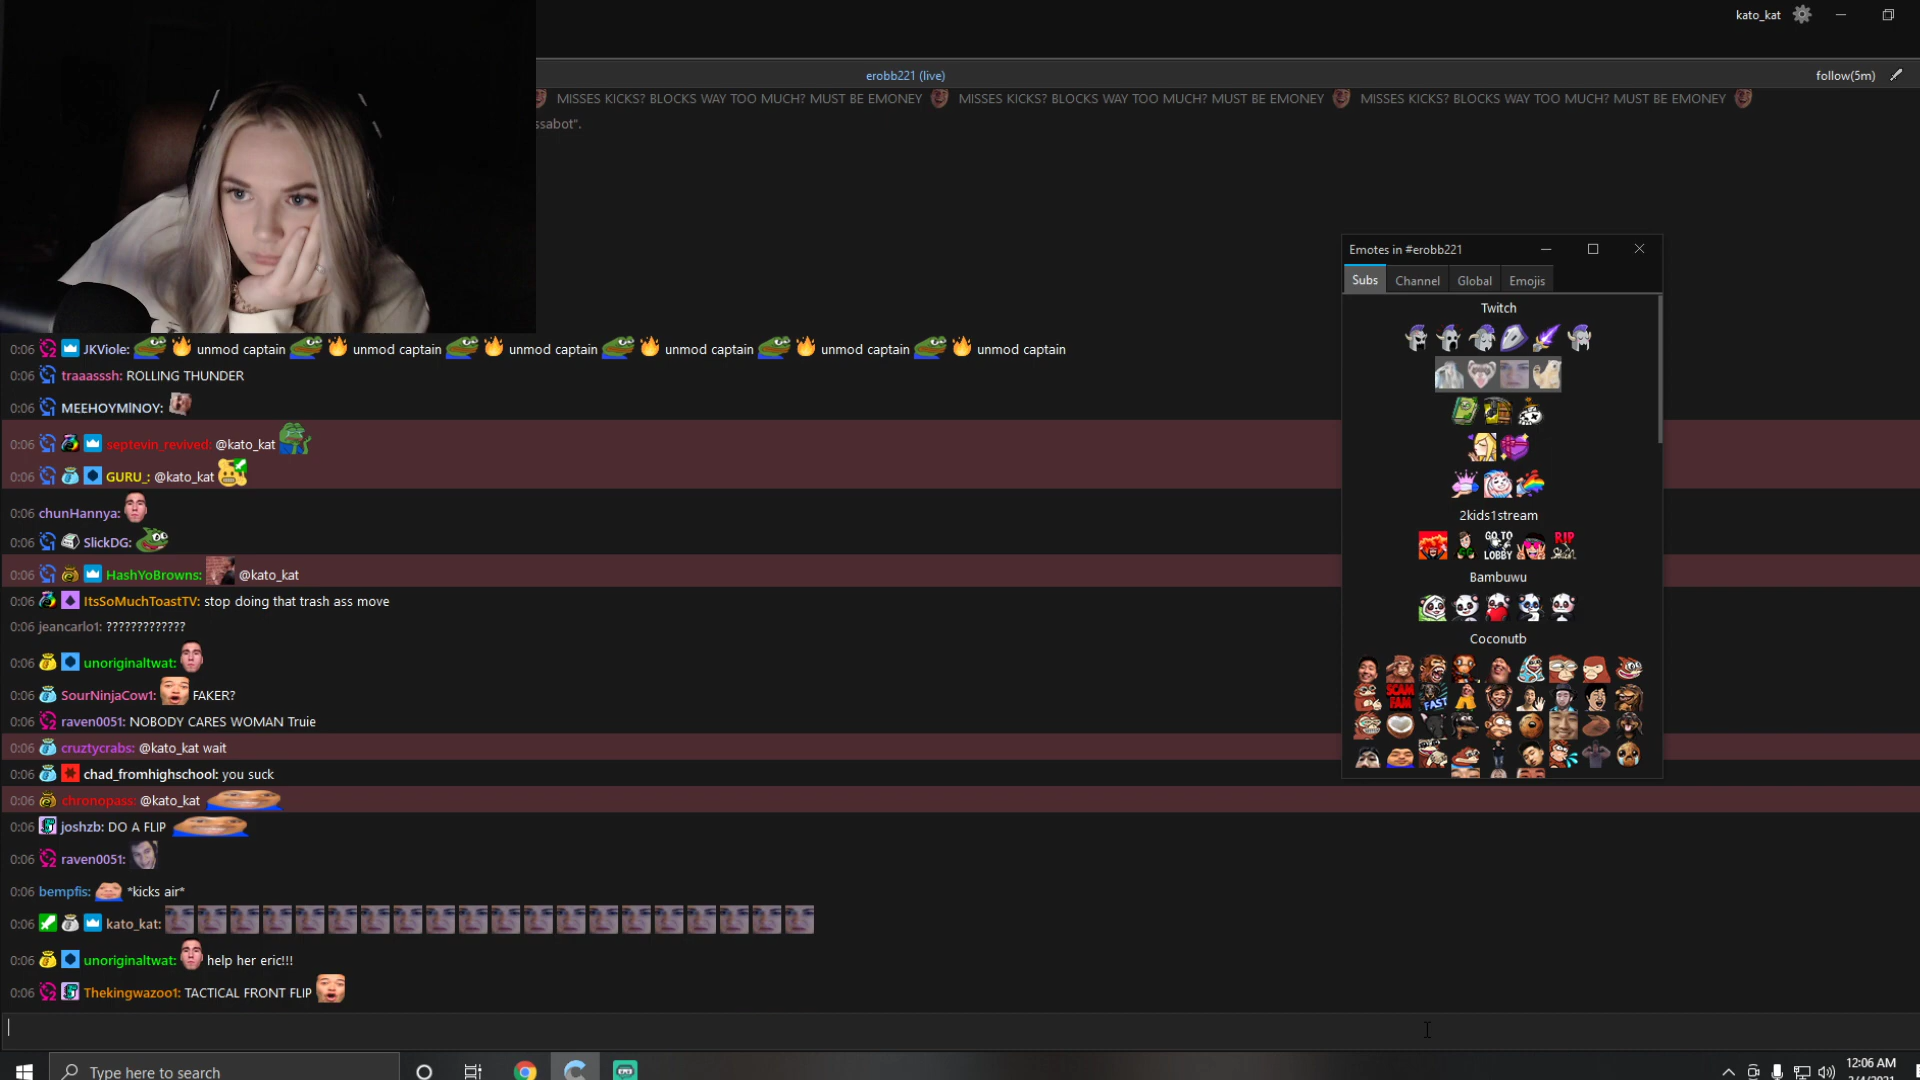 kato_kat
erobb221 (live)
follow(5m)
MISSES KICKS? BLOCKS WAY TOO MUCH? MUST BE EMONEY MISSES KICKS? BLOCKS WAY TOO MUCH? MUST BE EMONEY MISSES KICKS? BLOCKS WAY TOO MUCH? MUST BE EMONEY
ssabot".
0:06 JKViole: unmod captain unmod captain unmod captain unmod captain unmod captain unmod captain
0:06 traaasssh: ROLLING THUNDER
0:06 MEEHOYMlNOY:
0:06 septevin_revived: @kato_kat
0:06 GURU_: @kato_kat
0:06 chunHannya:
0:06 SlickDG:
0:06 HashYoBrowns: @kato_kat
0:06 ItsSoMuchToastTV: stop doing that trash ass move
0:06 jeancarlo1: ?????????????
0:06 unoriginaltwat:
0:06 SourNinjaCow1: FAKER?
0:06 raven0051: NOBODY CARES WOMAN Truie
0:06 cruztycrabs: @kato_kat wait
0:06 chad_fromhighschool: you suck
0:06 chronopass: @kato_kat
0:06 joshzb: DO A FLIP
0:06 raven0051:
0:06 bempfis: *kicks air*
0:06 kato_kat:
0:06 unoriginaltwat: help her eric!!!
0:06 Thekingwazoo1: TACTICAL FRONT FLIP
Emotes in #erobb221
Subs Channel Global Emojis
Twitch
2kids1stream
GO TO
LOBBY
RIP
Bambuwu
Coconutb
SCAM
FAM
FAST
Type here to search
12:06 AM